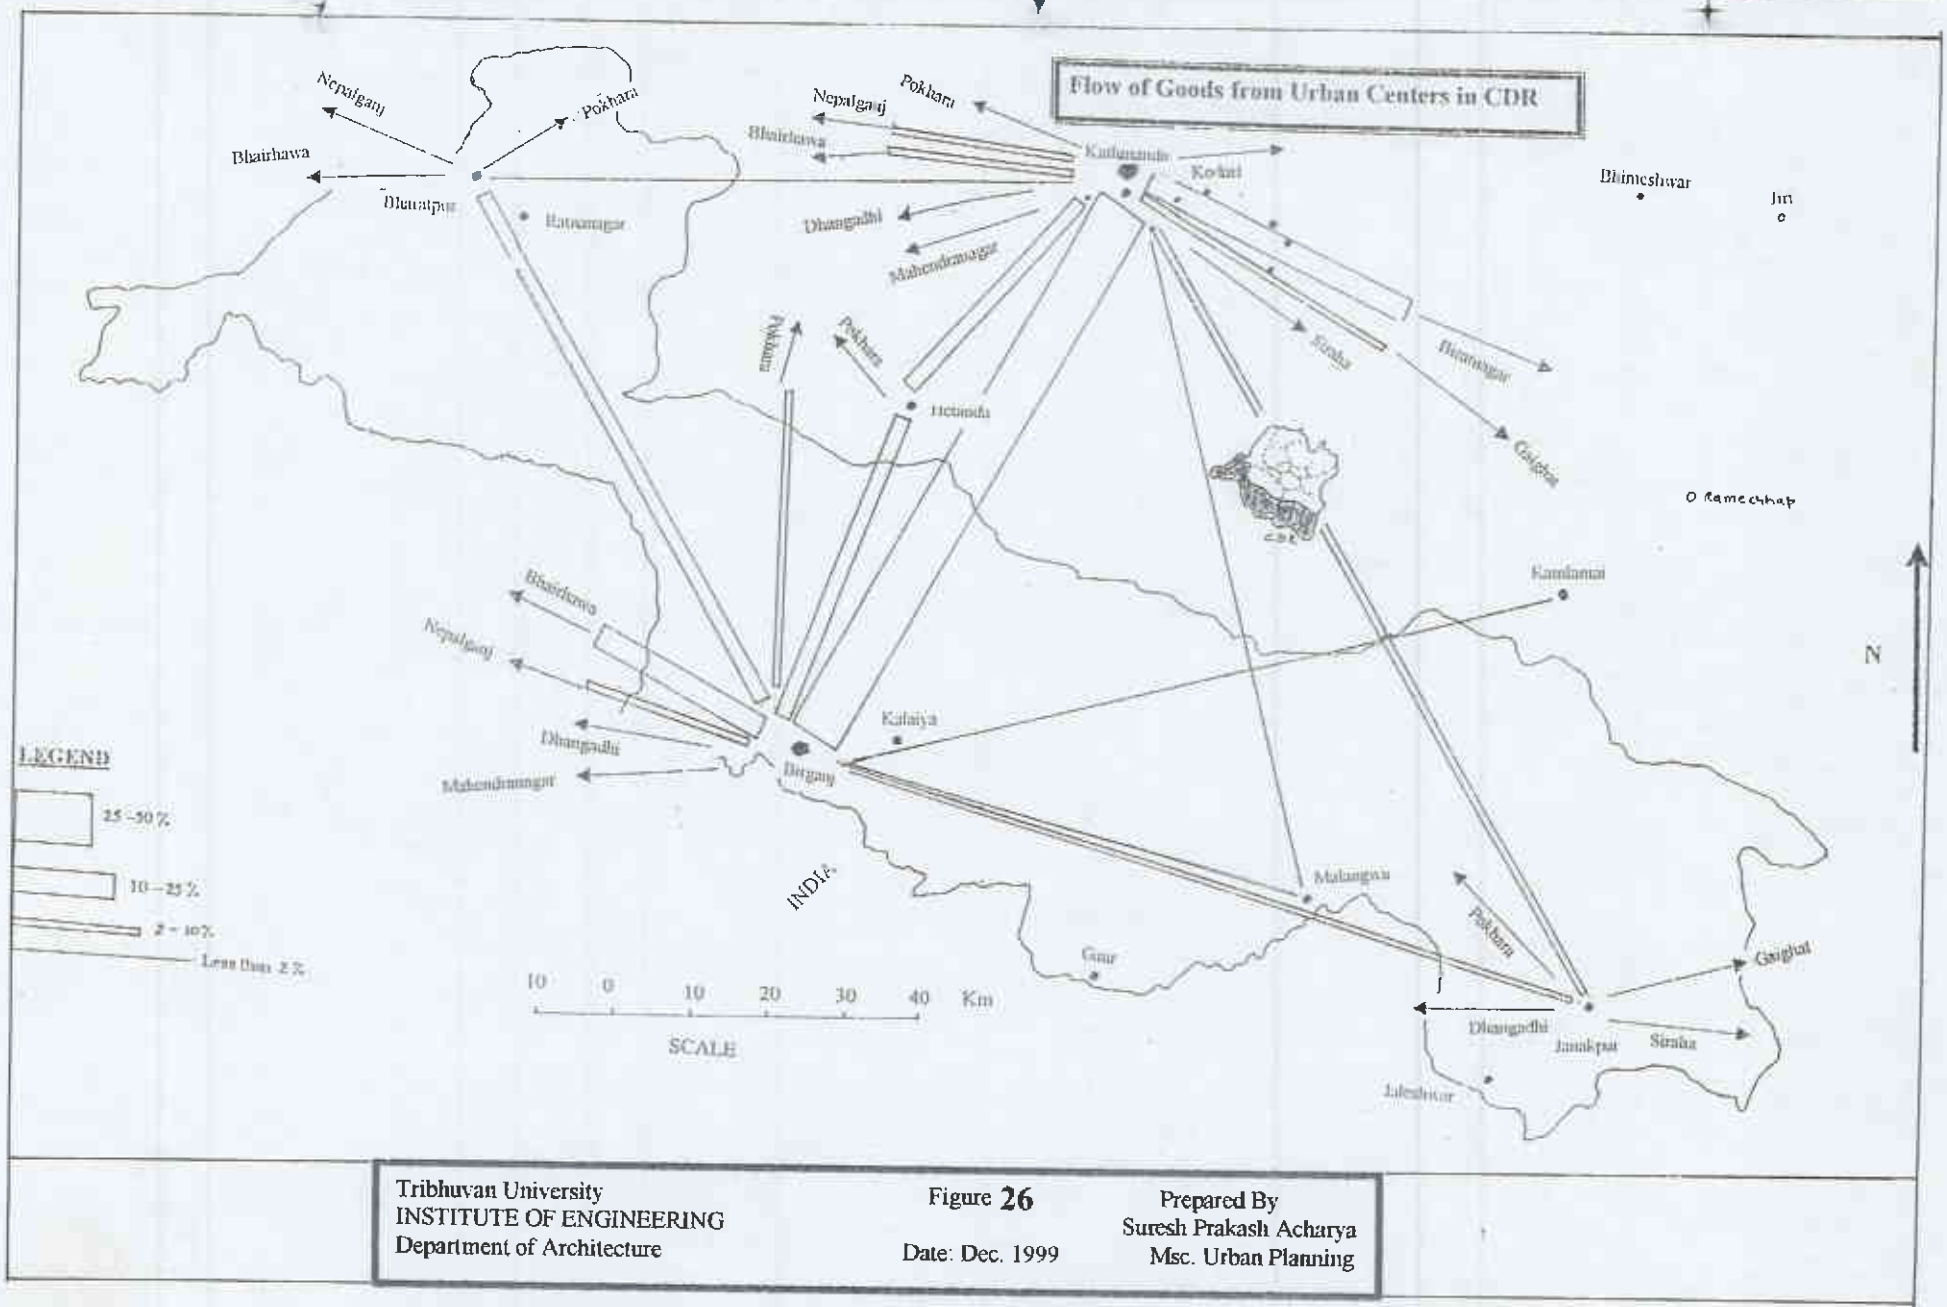 Flow of Goods from Urban Centers in CDR
Nepalganj
Pokhara
Bhairhawa
Bharatpur
Ratnanagar
Nepalganj
Pokhara
Bhairhawa
Kathmandu
Kodari
Dhangadhi
Mahendranagar
Bhimeshwar
Jiri
Pokhara
Pokhara
Hetauda
Siraha
Biratnagar
Gaighat
CDR
Ramechhap
Kamlamai
N
Bhairhawa
Nepalganj
Dhangadhi
Mahendranagar
Birganj
Kalaiya
INDIA
Malangwa
Gaur
Pokhara
Gaighat
Dhangadhi
Janakpur
Siraha
Jaleshwar
LEGEND
25-50%
10-25%
2-10%
Less than 2%
10 0 10 20 30 40 Km
SCALE
Tribhuvan University
INSTITUTE OF ENGINEERING
Department of Architecture
Figure 26
Date: Dec. 1999
Prepared By
Suresh Prakash Acharya
Msc. Urban Planning